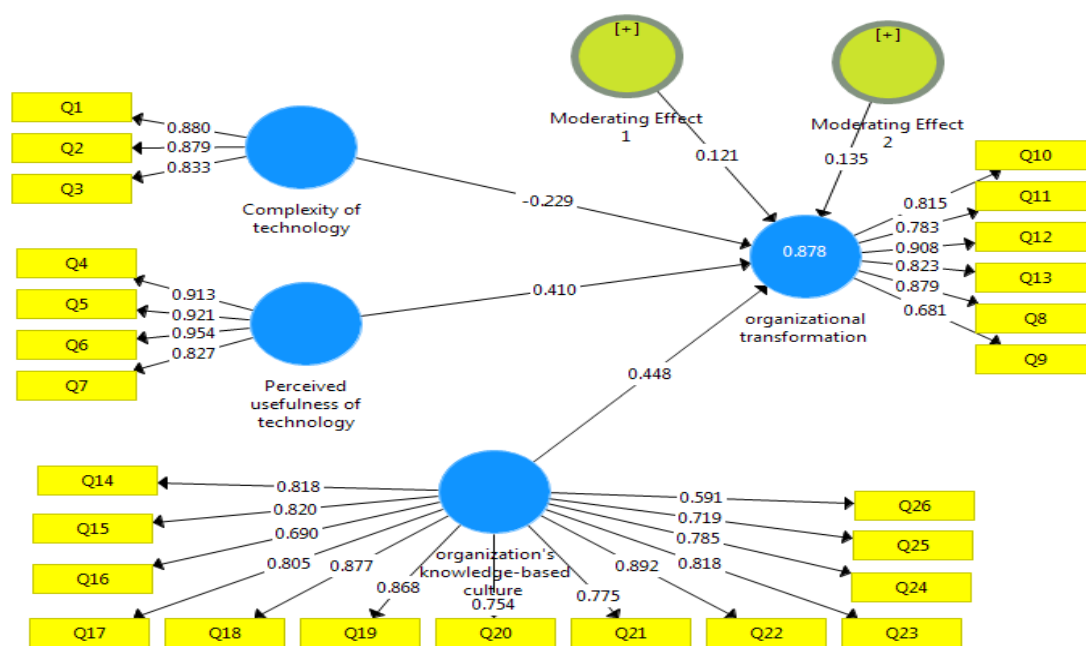 [+]
[+]
Moderating Effect
1
Moderating Effect
2
0.121
0.135
Q1
Q2
Q3
0.880
0.879
0.833
Complexity of
technology
-0.229
Q4
Q5
Q6
Q7
0.913
0.921
0.954
0.827
Perceived
usefulness of
technology
0.410
0.878
organizational
transformation
0.815
0.783
0.908
0.823
0.879
0.681
Q10
Q11
Q12
Q13
Q8
Q9
0.448
organization's
knowledge-based
culture
Q14
Q15
Q16
0.818
0.820
0.690
0.805
0.877
0.868
0.754
0.775
0.892
0.818
0.785
0.719
0.591
Q26
Q25
Q24
Q17
Q18
Q19
Q20
Q21
Q22
Q23